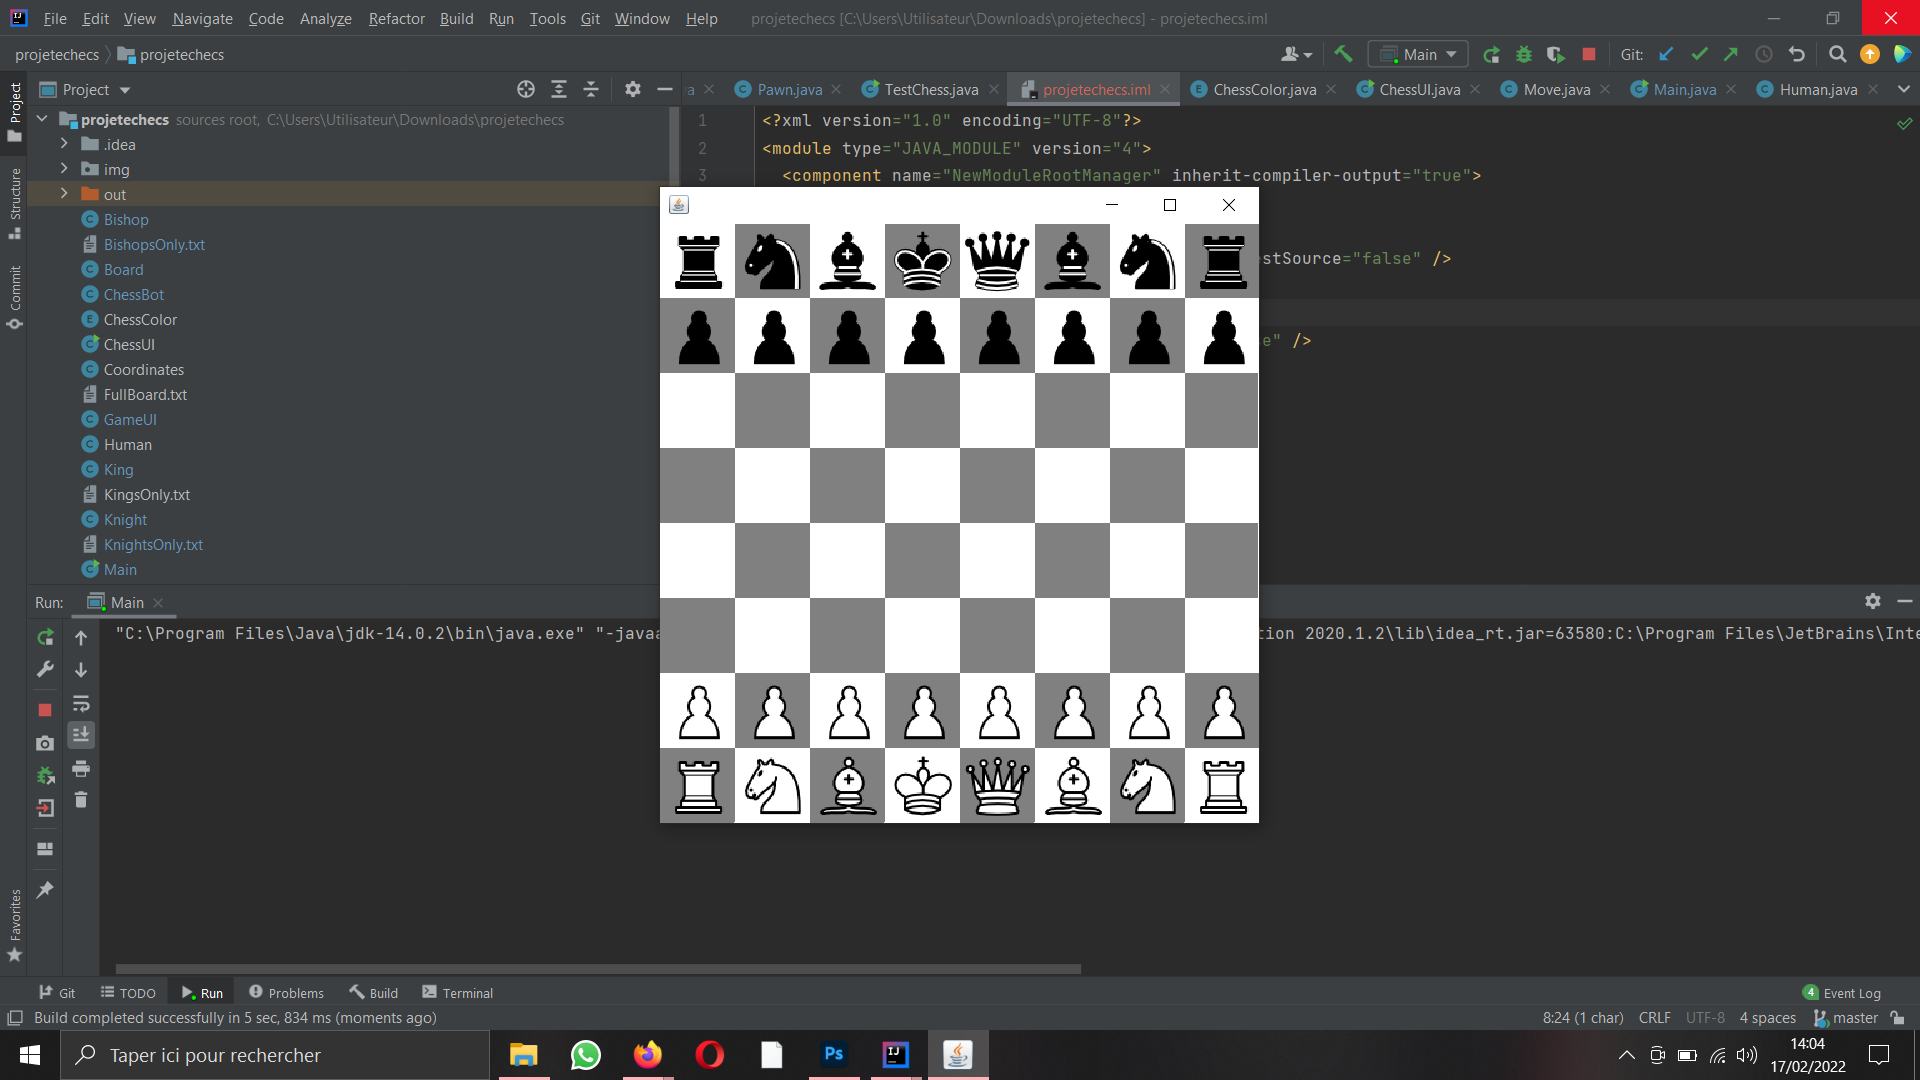 File Edit View Navigate Code Analyze Refactor Build Run Tools Git Window Help projetechecs [C:\Users\Utilisateur\Downloads\projetechecs] - projetechecs.iml
projetechecs projetechecs Main Git:
Project
Project Pawn.java TestChess.java projetechecs.iml ChessColor.java ChessUI.java Move.java Main.java Human.java
projetechecs sources root, C:\Users\Utilisateur\Downloads\projetechecs
.idea
img
out
Bishop
BishopsOnly.txt
Board
ChessBot
ChessColor
ChessUI
Coordinates
FullBoard.txt
GameUI
Human
King
KingsOnly.txt
Knight
KnightsOnly.txt
Main
Structure
Commit
Favorites
1 <?xml version="1.0" encoding="UTF-8"?>
2 <module type="JAVA_MODULE" version="4">
3 <component name="NewModuleRootManager" inherit-compiler-output="true">
stSource="false" />
e" />
Run: Main
"C:\Program Files\Java\jdk-14.0.2\bin\java.exe" "-java
tion 2020.1.2\lib\idea_rt.jar=63580:C:\Program Files\JetBrains\Inte
Git TODO Run Problems Build Terminal 4 Event Log
Build completed successfully in 5 sec, 834 ms (moments ago) 8:24 (1 char) CRLF UTF-8 4 spaces master
Taper ici pour rechercher
Ps
IJ
14:04
17/02/2022